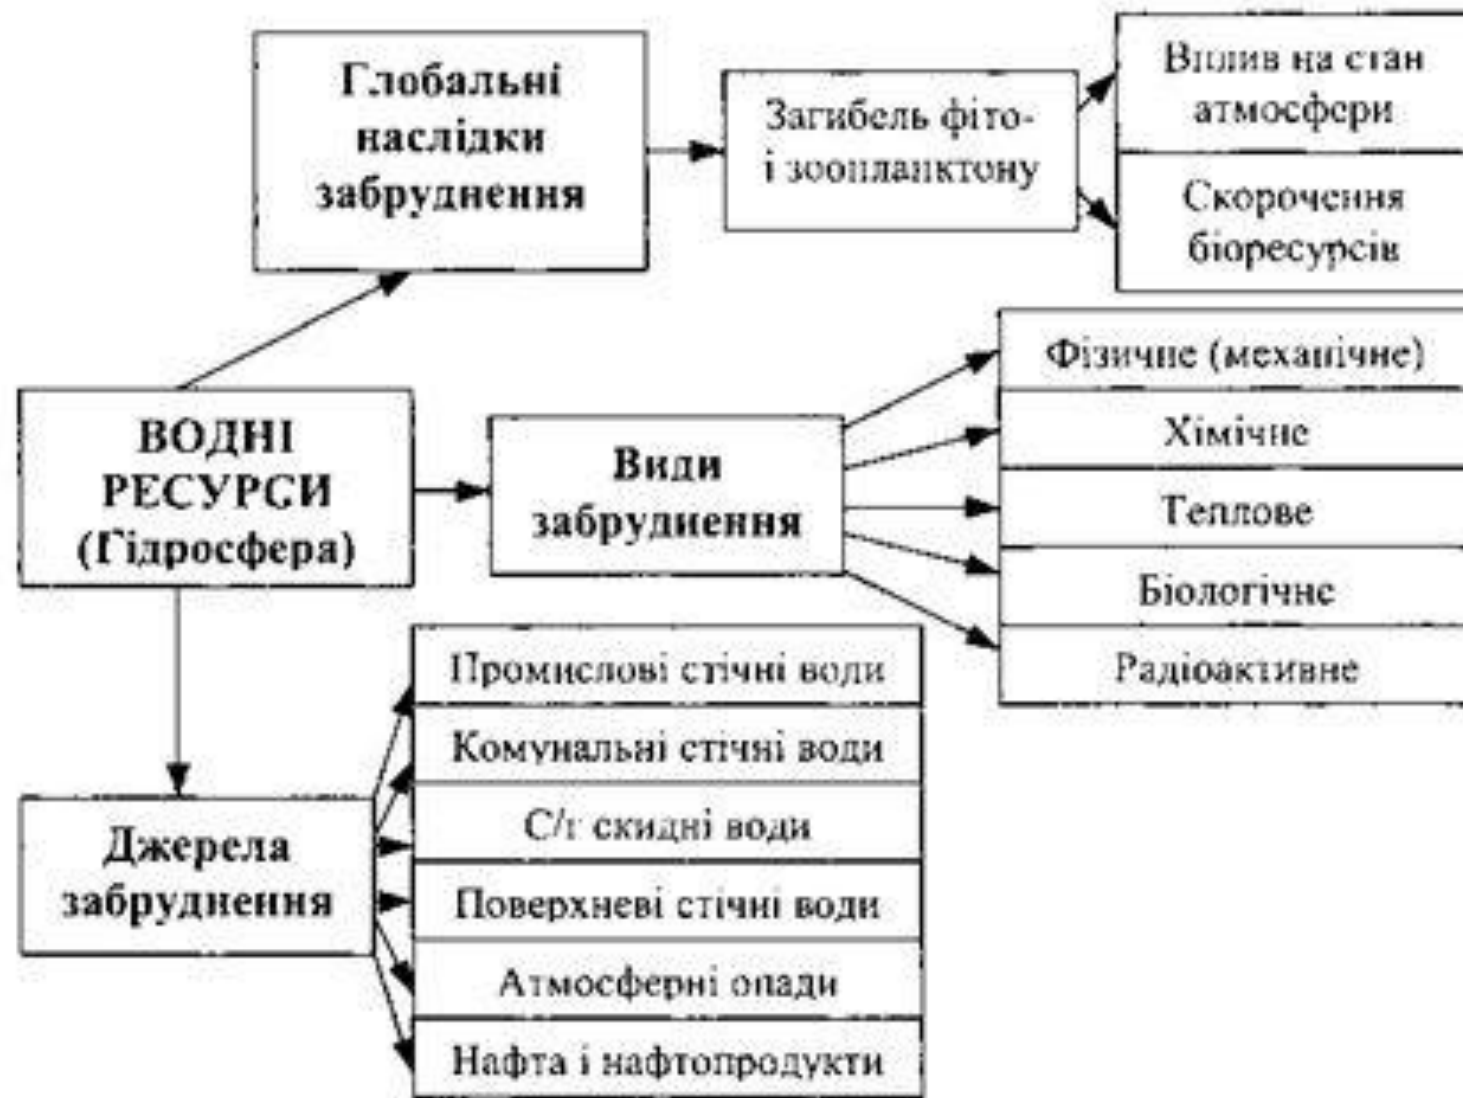 Глобальні
наслідки
забруднення
Загибель фіто-
і зоопланктону
Вплив на стан
атмосфери
Скорочення
біоресурсів
ВОДНІ
РЕСУРСИ
(Гідросфера)
Види
забруднення
Фізичне (механічне)
Хімічне
Теплове
Біологічне
Радіоактивне
Джерела
забруднення
Промислові стічні води
Комунальні стічні води
С/г скидні води
Поверхневі стічні води
Атмосферні опади
Нафта і нафтопродукти